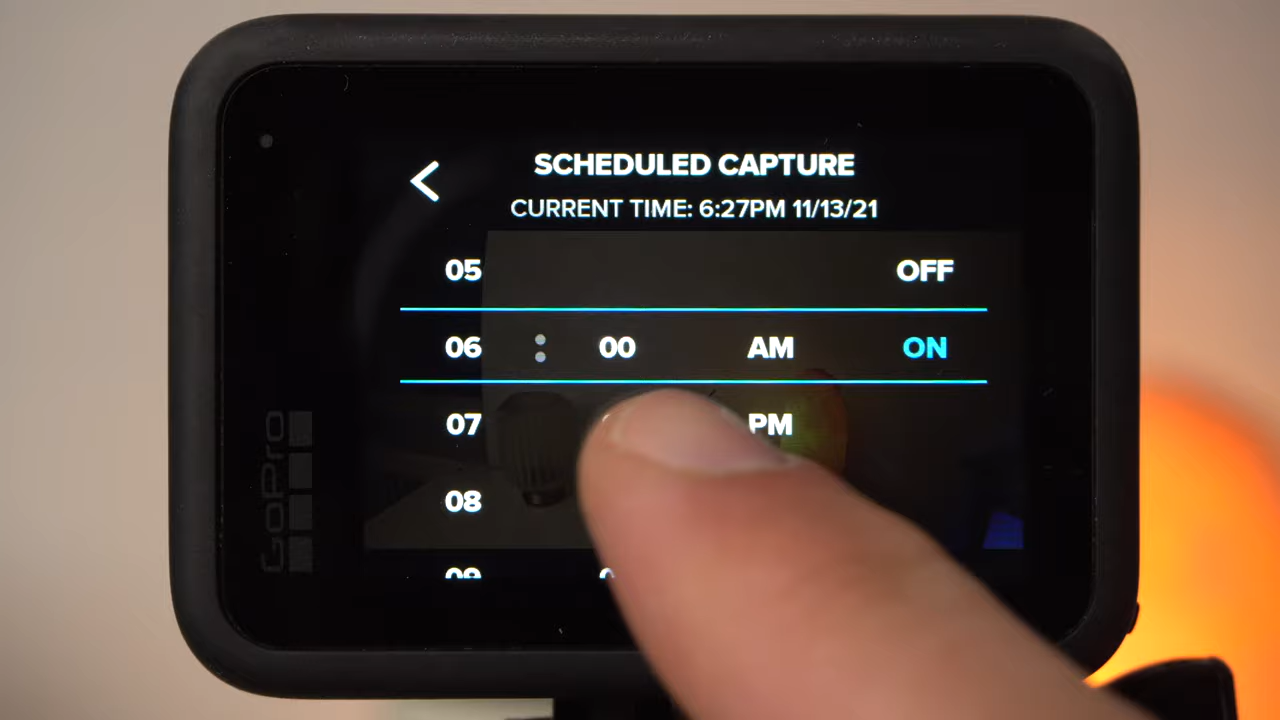 SCHEDULED CAPTURE
CURRENT TIME: 6:27PM 11/13/21
05 OFF
06 : 00 AM ON
07 PM
08
09
GoPro